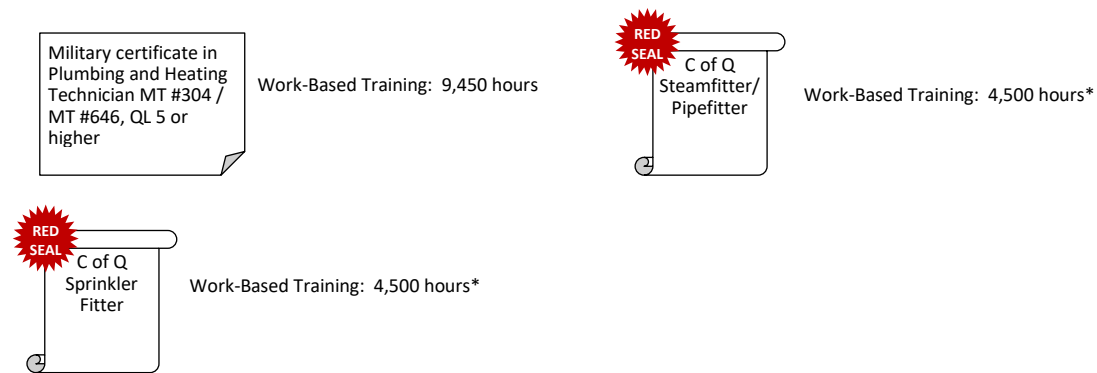 Military certificate in
Plumbing and Heating
Technician MT #304 /
MT #646, QL 5 or
higher
Work-Based Training:  9,450 hours
RED
SEAL
C of Q
Steamfitter/
Pipefitter
Work-Based Training:  4,500 hours*
RED
SEAL
C of Q
Sprinkler
Fitter
Work-Based Training:  4,500 hours*